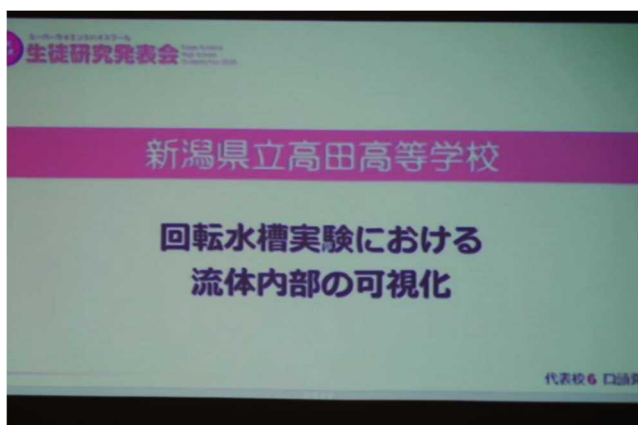 生徒研究発表会
新潟県立高田高等学校
回転水槽実験における
流体内部の可視化
代表校6 口頭発